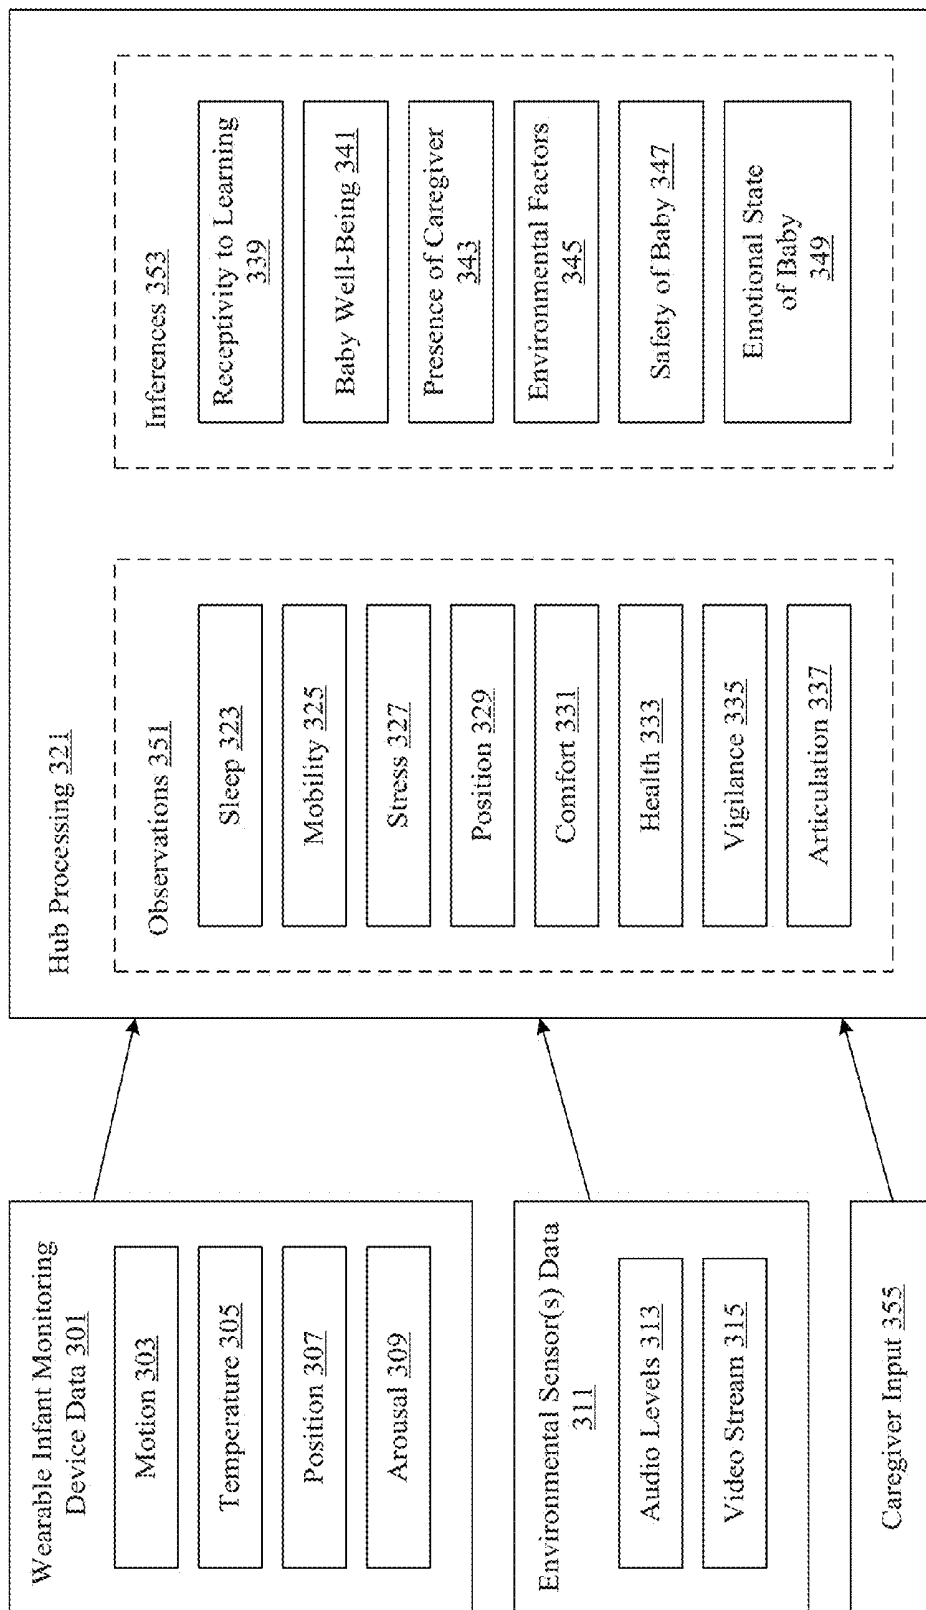 Wearable Infant Monitoring
Device Data 301
Motion 303
Temperature 305
Position 307
Arousal 309
Environmental Sensor(s) Data
311
Audio Levels 313
Video Stream 315
Caregiver Input 355
Hub Processing 321
Observations 351
Sleep 323
Mobility 325
Stress 327
Position 329
Comfort 331
Health 333
Vigilance 335
Articulation 337
Inferences 353
Receptivity to Learning
339
Baby Well-Being 341
Presence of Caregiver
343
Environmental Factors
345
Safety of Baby 347
Emotional State
of Baby
349